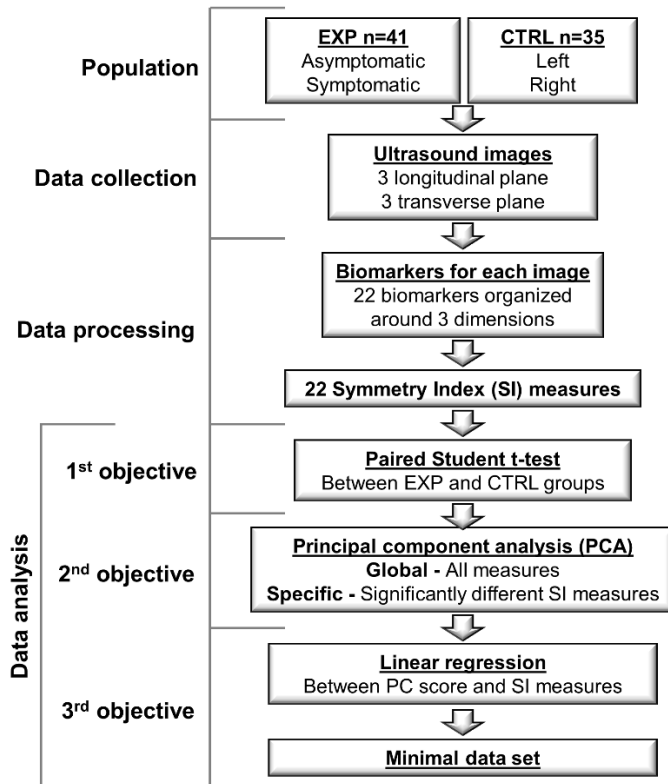 Population
EXP n=41
Asymptomatic
Symptomatic
CTRL n=35
Left
Right
Data collection
Ultrasound images
3 longitudinal plane
3 transverse plane
Data processing
Biomarkers for each image
22 biomarkers organized
around 3 dimensions
22 Symmetry Index (SI) measures
Data analysis
1st objective
Paired Student t-test
Between EXP and CTRL groups
2nd objective
Principal component analysis (PCA)
Global - All measures
Specific - Significantly different SI measures
3rd objective
Linear regression
Between PC score and SI measures
Minimal data set